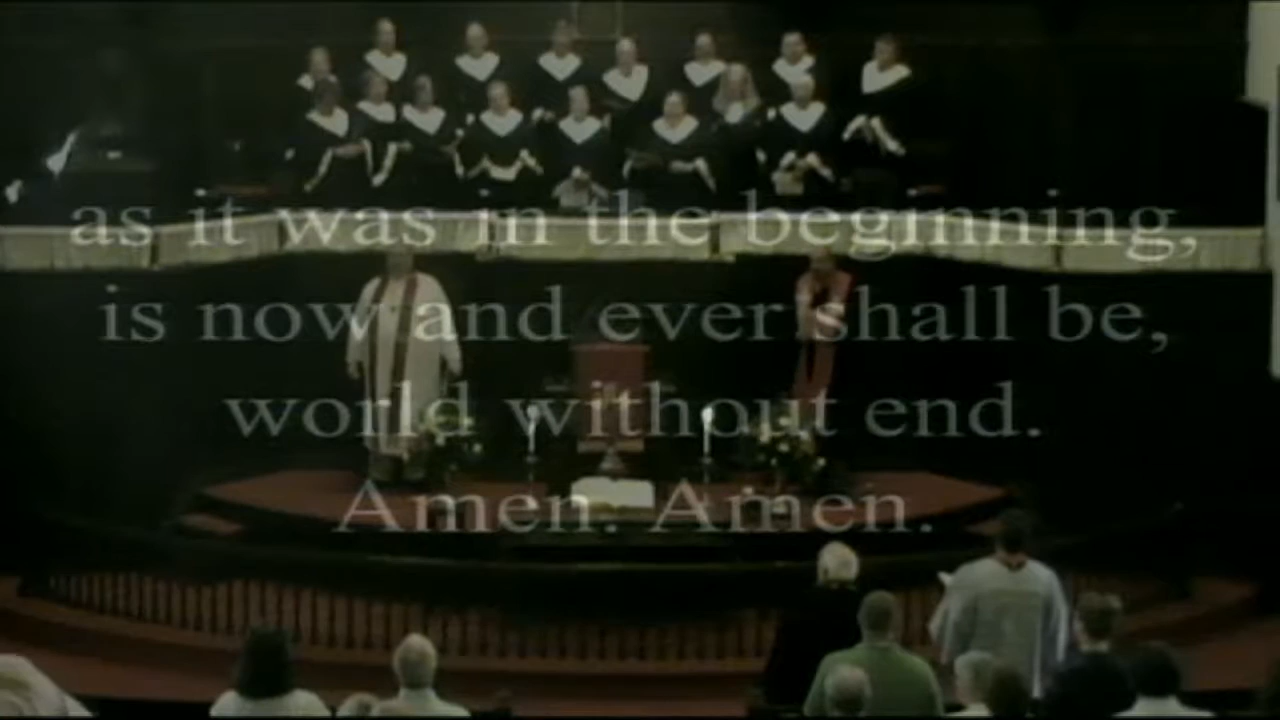 as it was in the beginning,
is now and ever shall be,
world without end.
Amen. Amen.